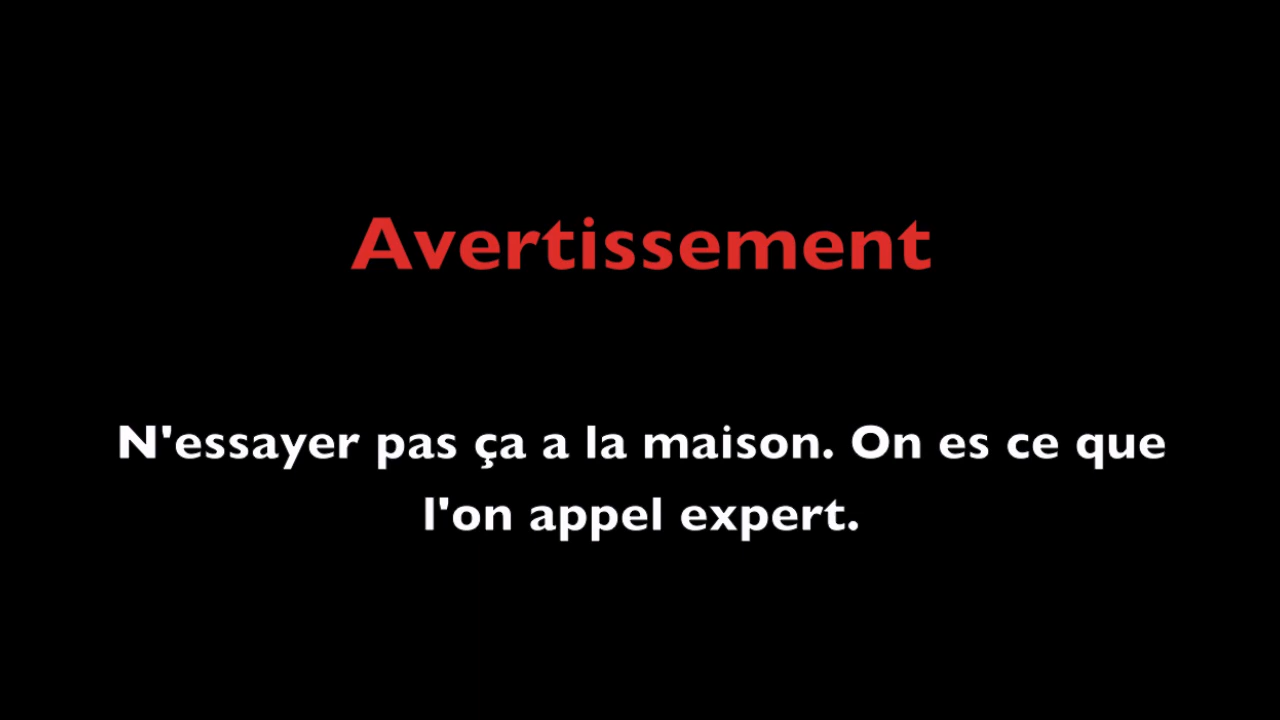 Avertissement
N'essayer pas ça a la maison. On es ce que
l'on appel expert.